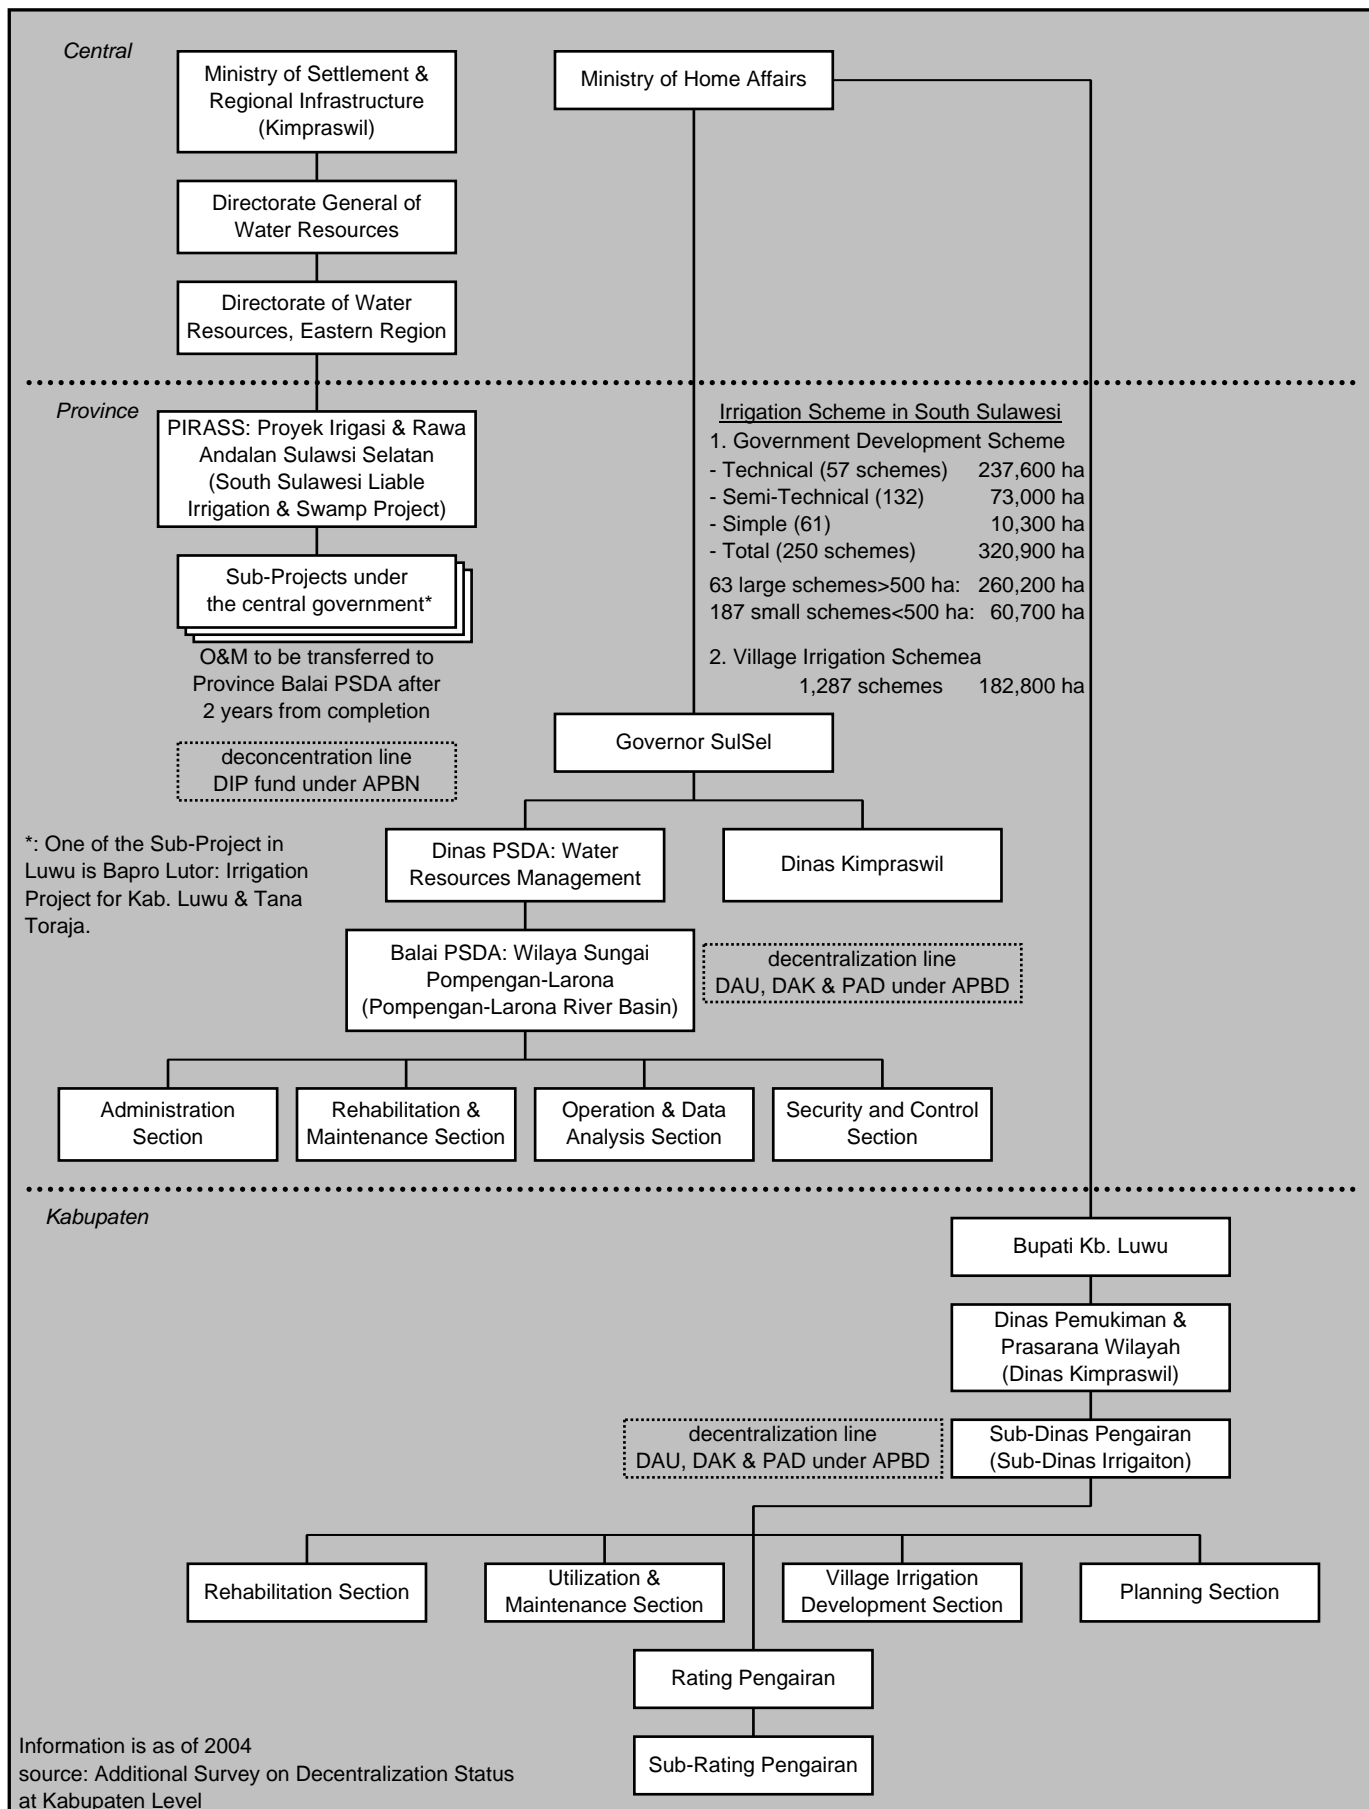 Central
Ministry of Settlement &
Regional Infrastructure
(Kimpraswil)
Ministry of Home Affairs
Directorate General of
Water Resources
Directorate of Water
Resources, Eastern Region
Province
PIRASS: Proyek Irigasi & Rawa
Andalan Sulawsi Selatan
(South Sulawesi Liable
Irrigation & Swamp Project)
Sub-Projects under
the central government*
O&M to be transferred to
Province Balai PSDA after
2 years from completion
deconcentration line
DIP fund under APBN
*: One of the Sub-Project in
Luwu is Bapro Lutor: Irrigation
Project for Kab. Luwu & Tana
Toraja.
Irrigation Scheme in South Sulawesi
1. Government Development Scheme
- Technical (57 schemes) 237,600 ha
- Semi-Technical (132) 73,000 ha
- Simple (61) 10,300 ha
- Total (250 schemes) 320,900 ha
63 large schemes>500 ha: 260,200 ha
187 small schemes<500 ha: 60,700 ha
2. Village Irrigation Schemea
1,287 schemes 182,800 ha
Governor SulSel
Dinas PSDA: Water
Resources Management
Dinas Kimpraswil
Balai PSDA: Wilaya Sungai
Pompengan-Larona
(Pompengan-Larona River Basin)
decentralization line
DAU, DAK & PAD under APBD
Administration
Section
Rehabilitation &
Maintenance Section
Operation & Data
Analysis Section
Security and Control
Section
Kabupaten
Bupati Kb. Luwu
Dinas Pemukiman &
Prasarana Wilayah
(Dinas Kimpraswil)
decentralization line
DAU, DAK & PAD under APBD
Sub-Dinas Pengairan
(Sub-Dinas Irrigaiton)
Rehabilitation Section
Utilization &
Maintenance Section
Village Irrigation
Development Section
Planning Section
Rating Pengairan
Sub-Rating Pengairan
Information is as of 2004
source: Additional Survey on Decentralization Status
at Kabupaten Level